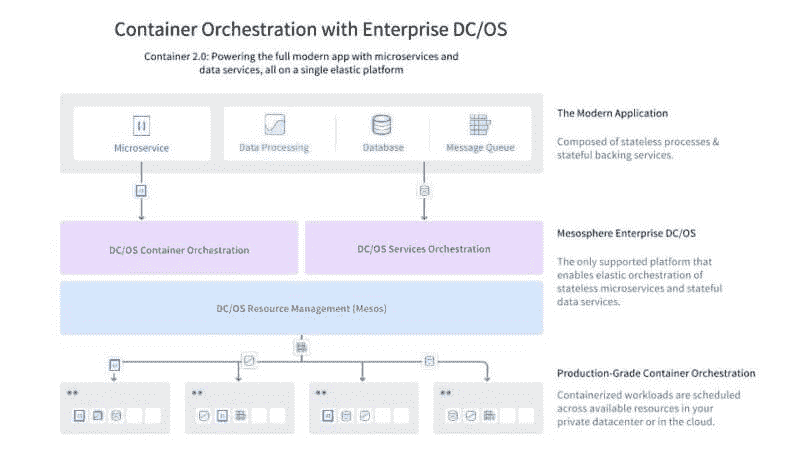 Container Orchestration with Enterprise DC/OS
Container 2.0: Powering the full modern app with microservices and
data services, all on a single elastic platform
Microservice
Data Processing
Database
Message Queue
The Modern Application
Composed of stateless processes &
stateful backing services.
DC/OS Container Orchestration
DC/OS Services Orchestration
Mesosphere Enterprise DC/OS
The only supported platform that
enables elastic orchestration of
stateless microservices and stateful
data services.
DC/OS Resource Management (Mesos)
Production-Grade Container Orchestration
Containerized workloads are scheduled
across available resources in your
private datacenter or in the cloud.